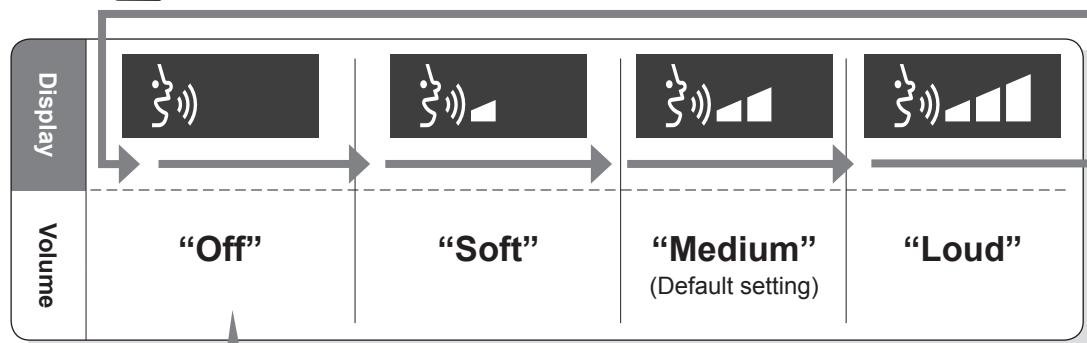 Display
Volume
“Off”
“Soft”
“Medium”
(Default setting)
“Loud”